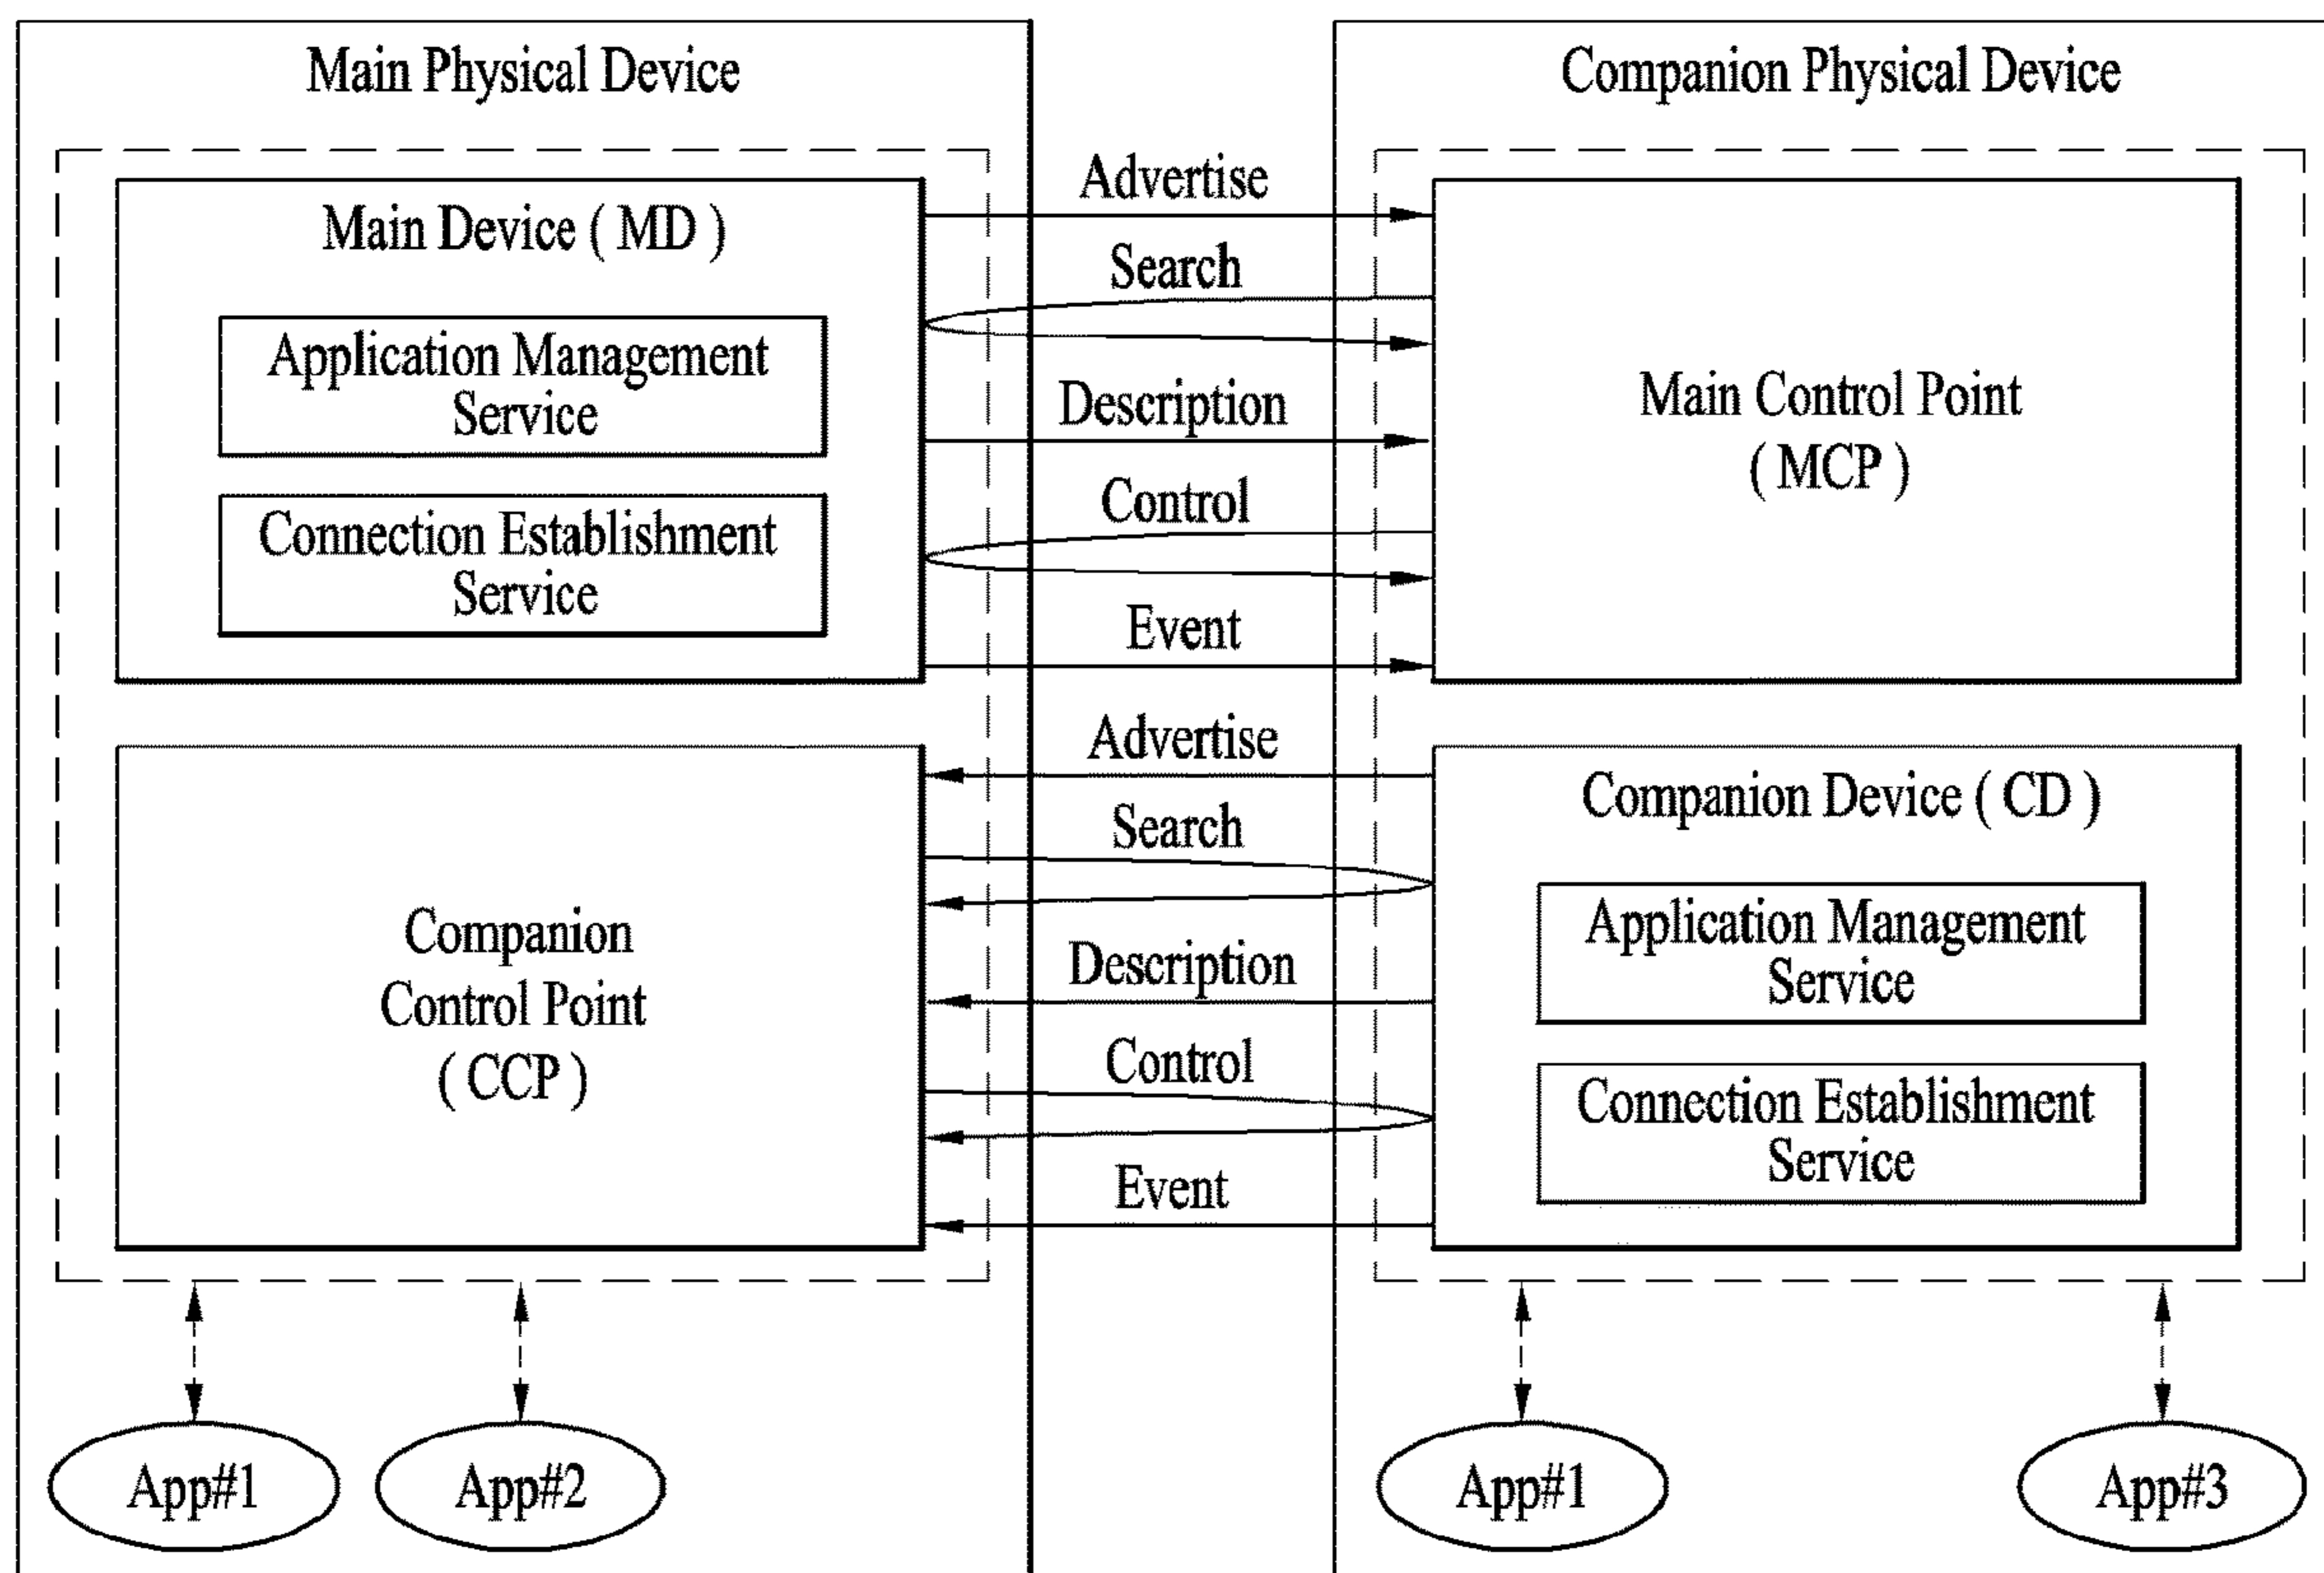 Main Physical Device
Companion Physical Device
Main Device ( MD )
Application Management
Service
Connection Establishment
Service
Advertise
Search
Description
Control
Event
Main Control Point
( MCP )
Companion
Control Point
( CCP )
Advertise
Search
Description
Control
Event
Companion Device ( CD )
Application Management
Service
Connection Establishment
Service
App#1
App#2
App#1
App#3